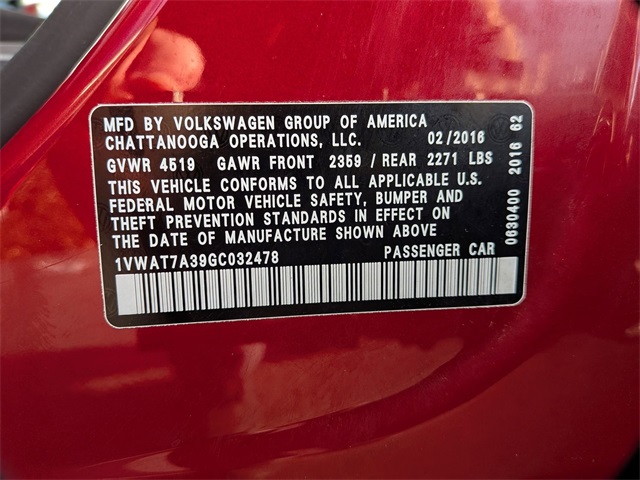 MFD BY VOLKSWAGEN GROUP OF AMERICA
CHATTANOOGA OPERATIONS, LLC. 02/2016
GVWR 4519 GAWR FRONT 2359 / REAR 2271 LBS
THIS VEHICLE CONFORMS TO ALL APPLICABLE U.S.
FEDERAL MOTOR VEHICLE SAFETY, BUMPER AND
THEFT PREVENTION STANDARDS IN EFFECT ON
THE DATE OF MANUFACTURE SHOWN ABOVE
1VWAT7A39GC032478 PASSENGER CAR
0630400 2016 62